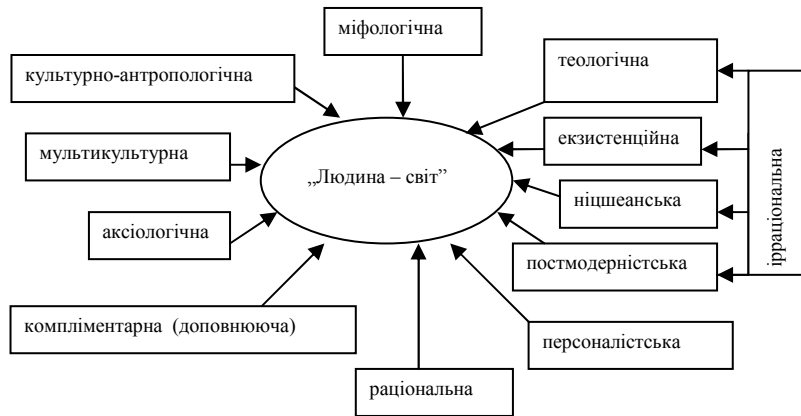 міфологічна
теологічна
культурно-антропологічна
екзистенційна
мультикультурна
„Людина – світ”
ніцшеанська
аксіологічна
постмодерністська
ірраціональна
компліментарна (доповнююча)
персоналістська
раціональна